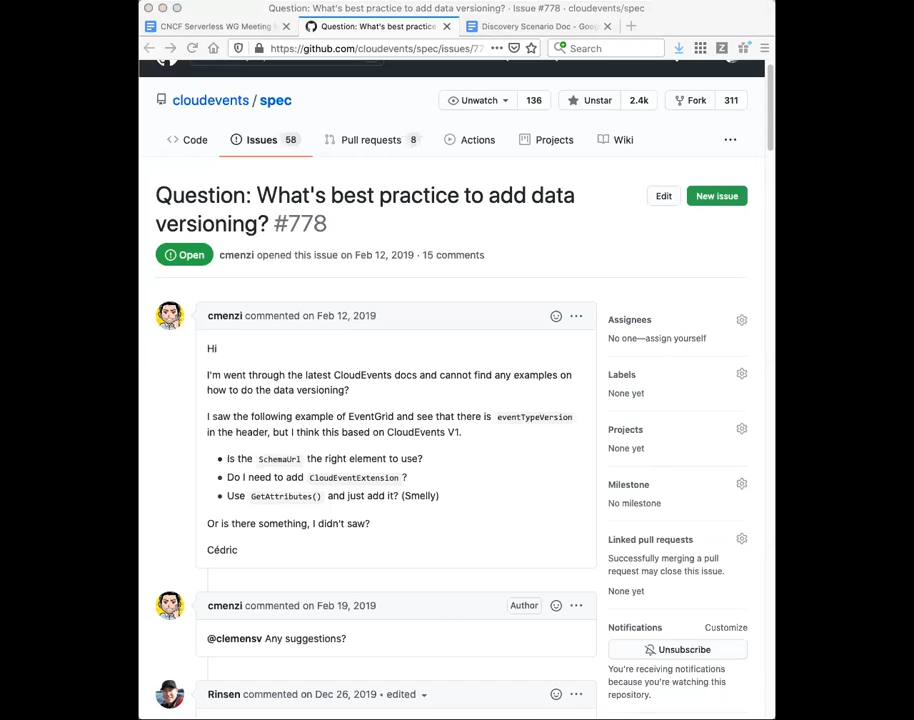 Question: What's best practice to add data versioning? · Issue #778 · cloudevents/spec
CNCF Serverless WG Meeting
Question: What's best practice
Discovery Scenario Doc - Goog
https://github.com/cloudevents/spec/issues/77
Search
cloudevents / spec
Unwatch 136
Unstar 2.4k
Fork 311
Code
Issues 58
Pull requests 8
Actions
Projects
Wiki
Question: What's best practice to add data
versioning? #778
Edit
New issue
Open
cmenzi opened this issue on Feb 12, 2019 · 15 comments
cmenzi commented on Feb 12, 2019
Hi
I'm went through the latest CloudEvents docs and cannot find any examples on
how to do the data versioning?
I saw the following example of EventGrid and see that there is eventTypeVersion
in the header, but I think this based on CloudEvents V1.
• Is the SchemaUrl the right element to use?
• Do I need to add CloudEventExtension ?
• Use GetAttributes() and just add it? (Smelly)
Or is there something, I didn't saw?
Cédric
cmenzi commented on Feb 19, 2019
Author
@clemensv Any suggestions?
Rinsen commented on Dec 26, 2019 • edited
Assignees
No one—assign yourself
Labels
None yet
Projects
None yet
Milestone
No milestone
Linked pull requests
Successfully merging a pull
request may close this issue.
None yet
Notifications
Customize
Unsubscribe
You're receiving notifications
because you're watching this
repository.